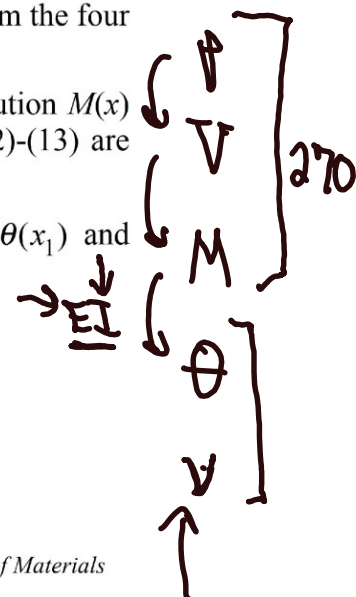 m the four
P
ution M(x)
V
2)-(13) are
270
θ(x₁) and
M
EI
θ
v
f Materials